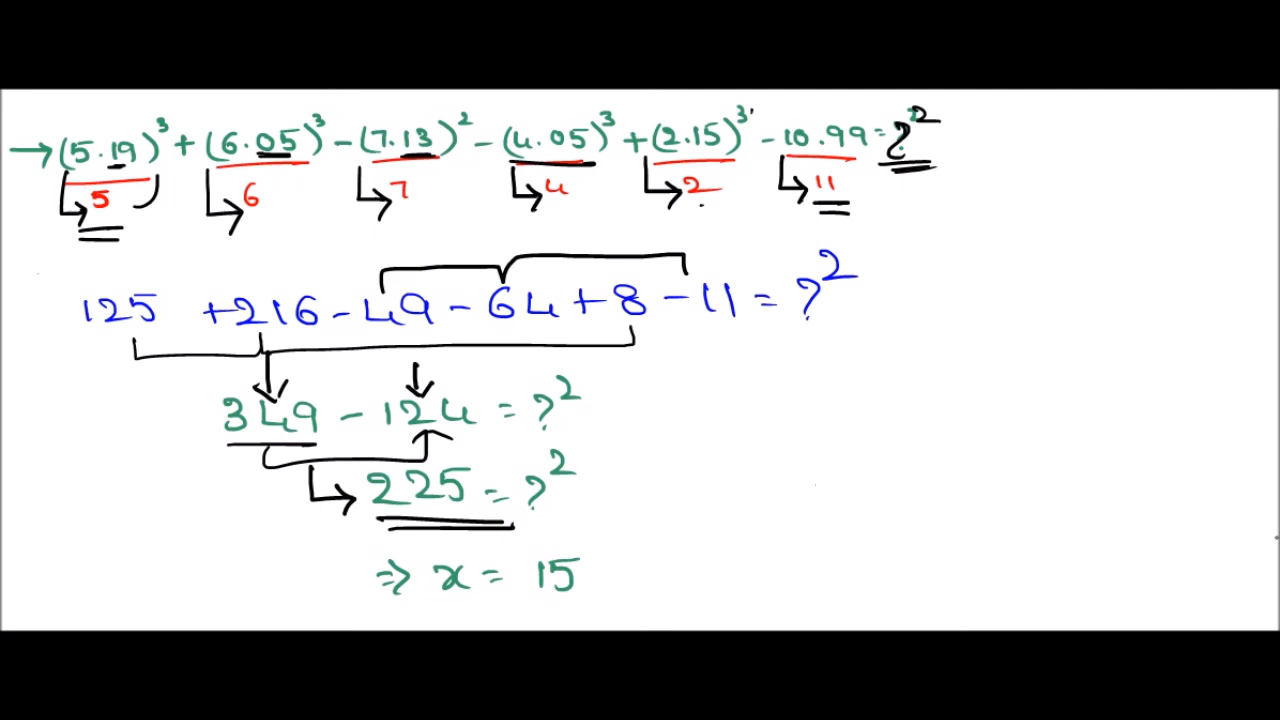 →(5.19)³ + (6.05)³ - (7.13)² - (4.05)³ + (2.15)³ - 10.99 = ?²
5 6 7 4 2 11
125 + 216 - 49 - 64 + 8 - 11 = ?²
349 - 124 = ?²
225 = ?²
⇒ x = 15